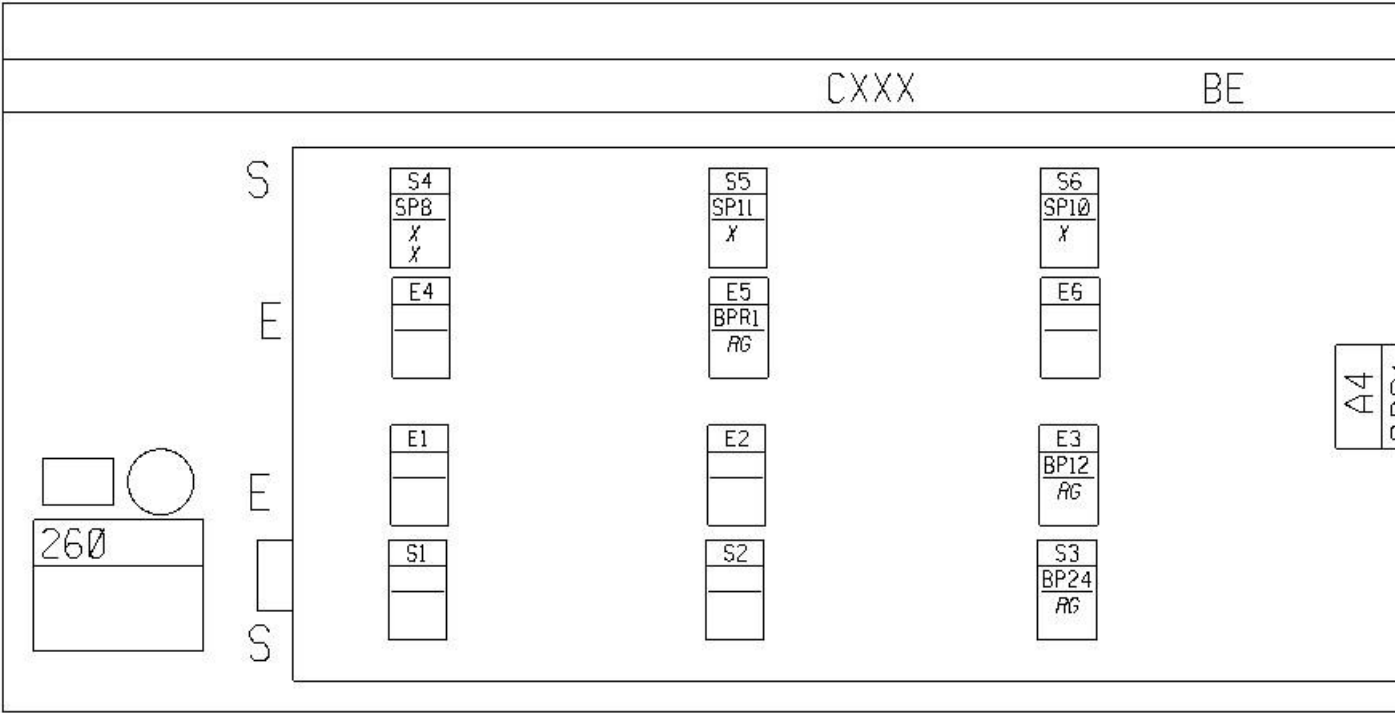 CXXX BE
S
S4 S5 S6
SP8 SP11 SP10
X X X
X
E
E4 E5 E6
BPR1
RG
A4
E
E1 E2 E3
BP12
RG
260
S1 S2 S3
BP24
RG
S